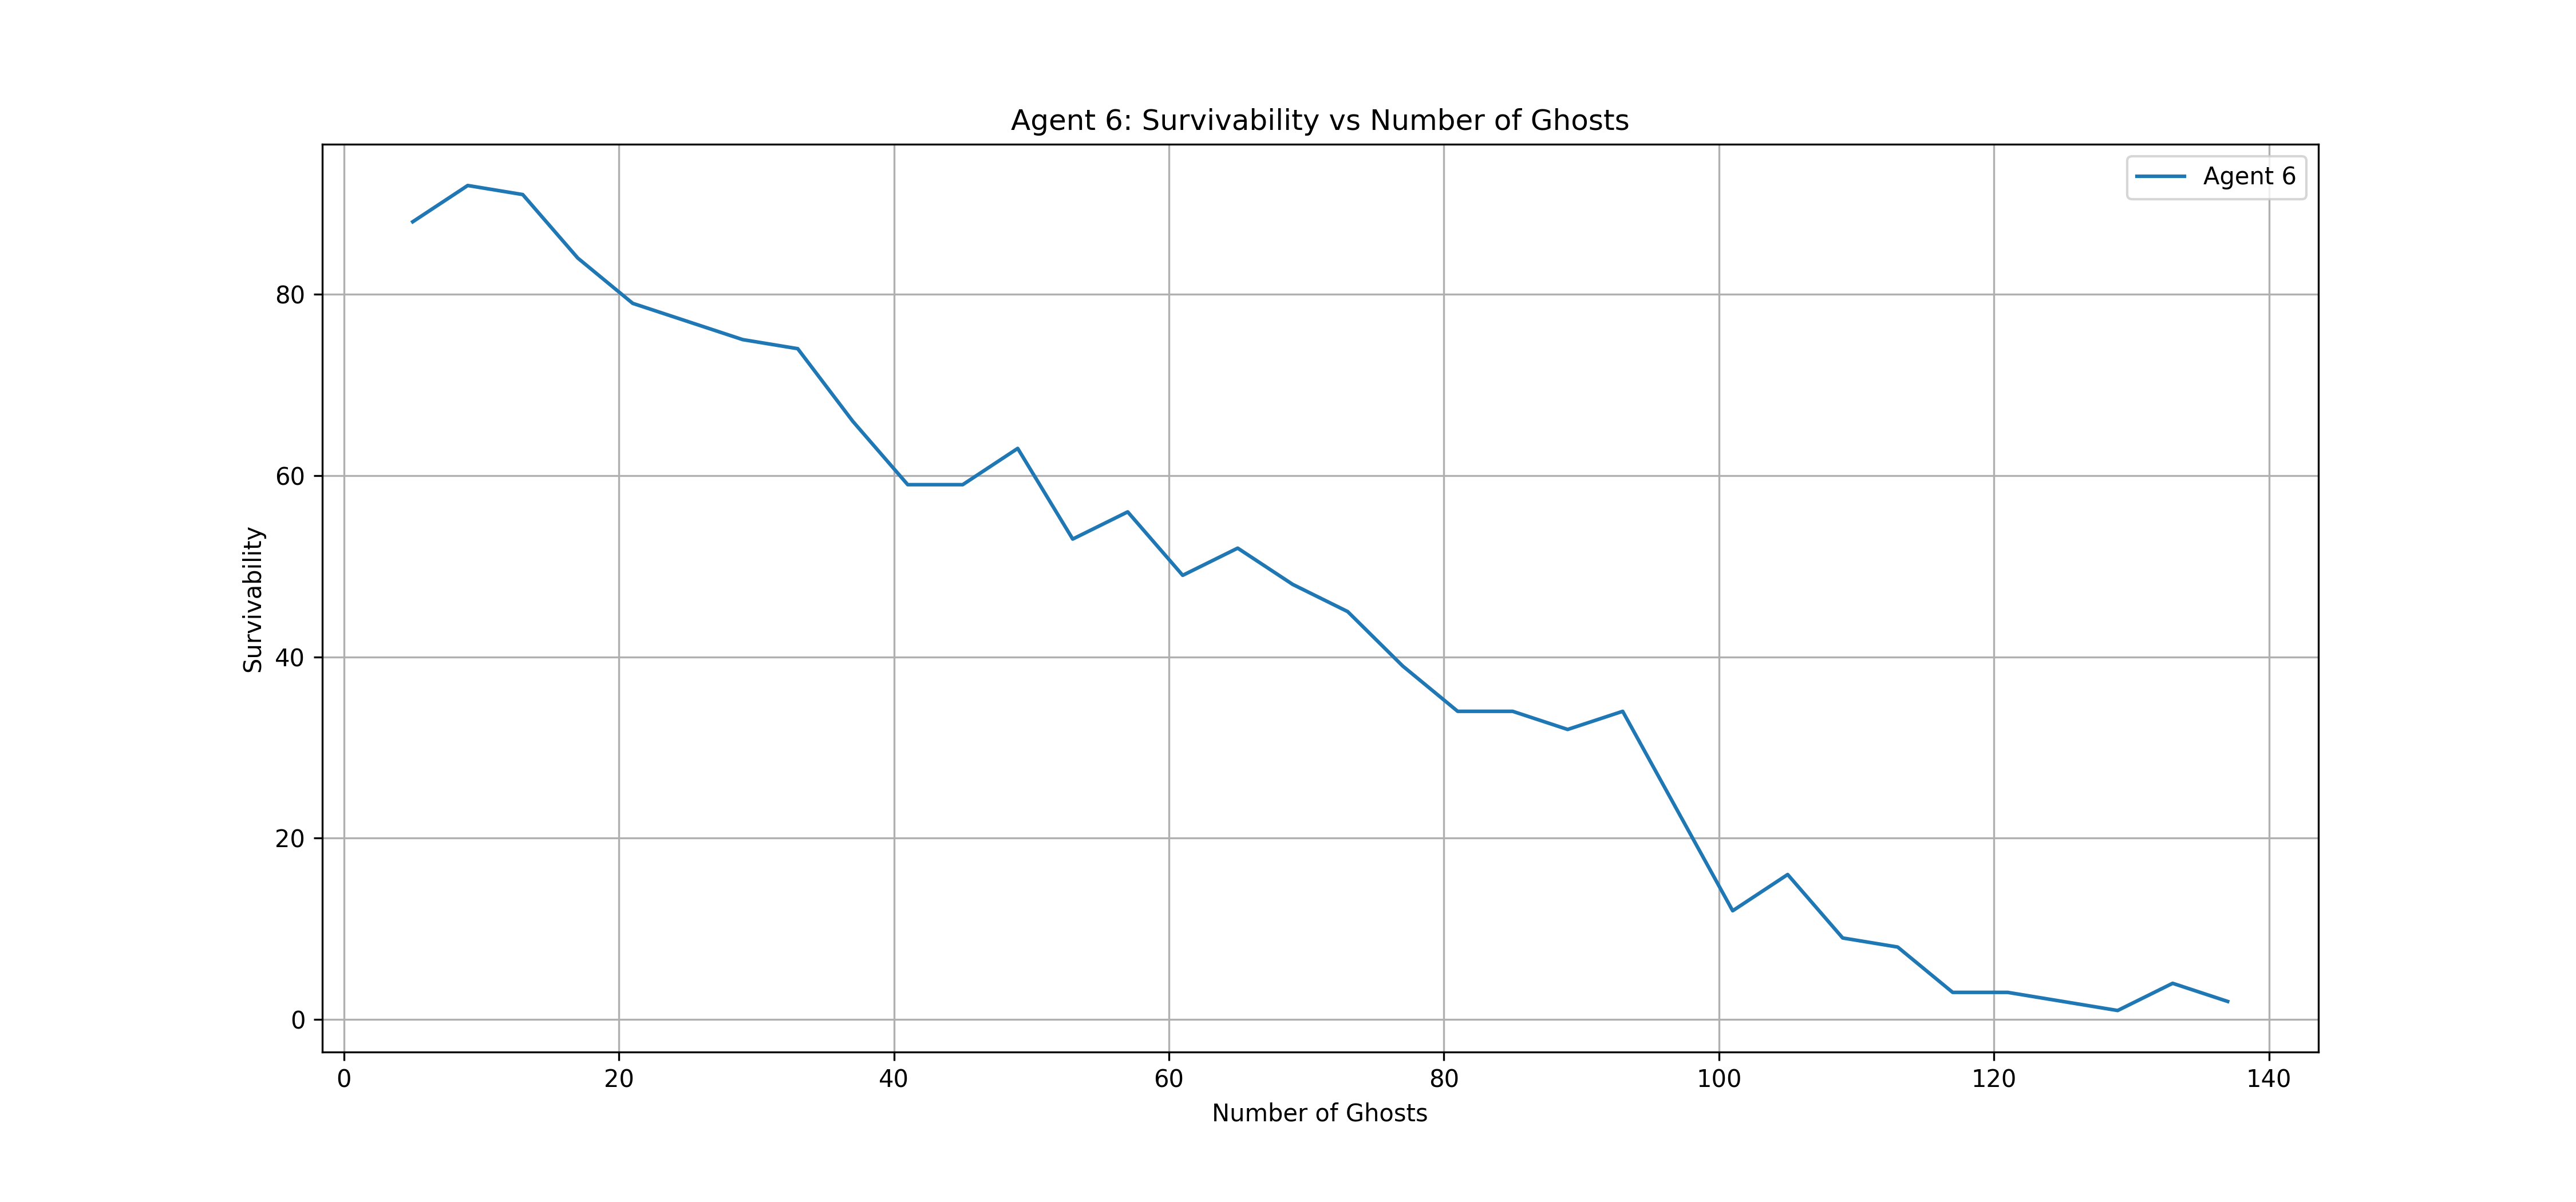 Agent 6: Survivability vs Number of Ghosts
Agent 6
80
60
40
20
0
Survivability
0 20 40 60 80 100 120 140
Number of Ghosts